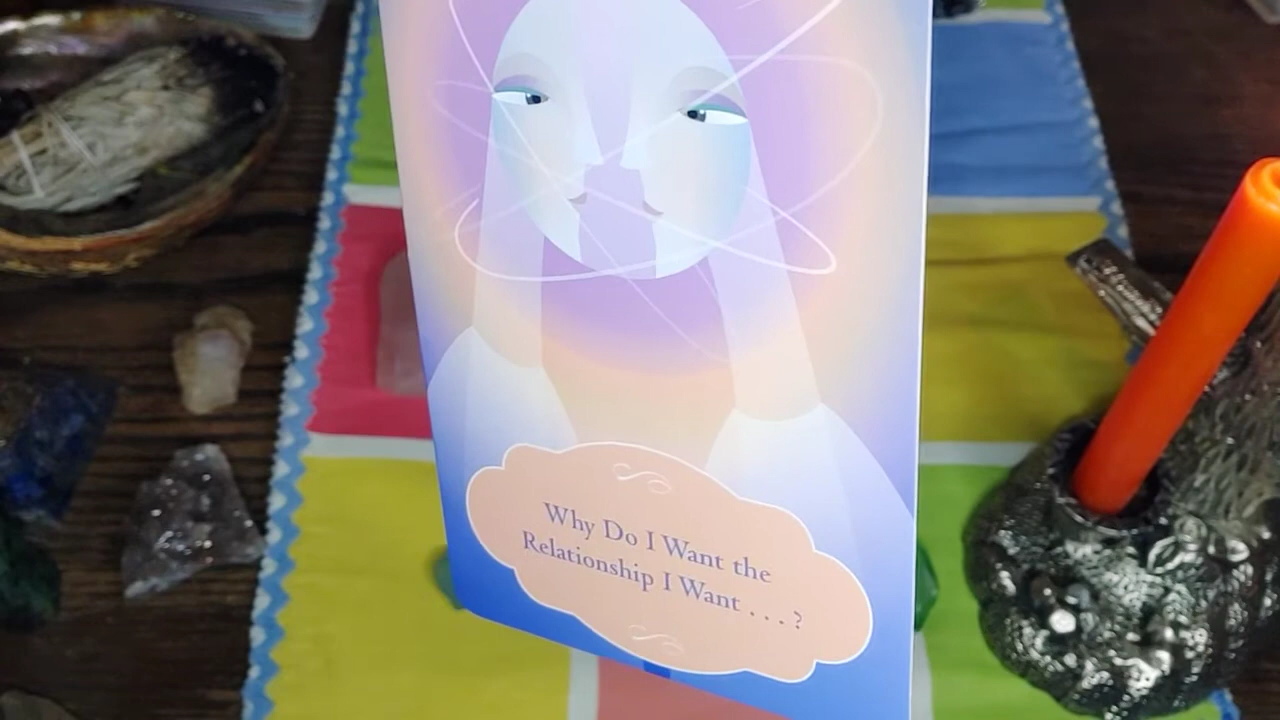 Why Do I Want the
Relationship I Want . . . ?